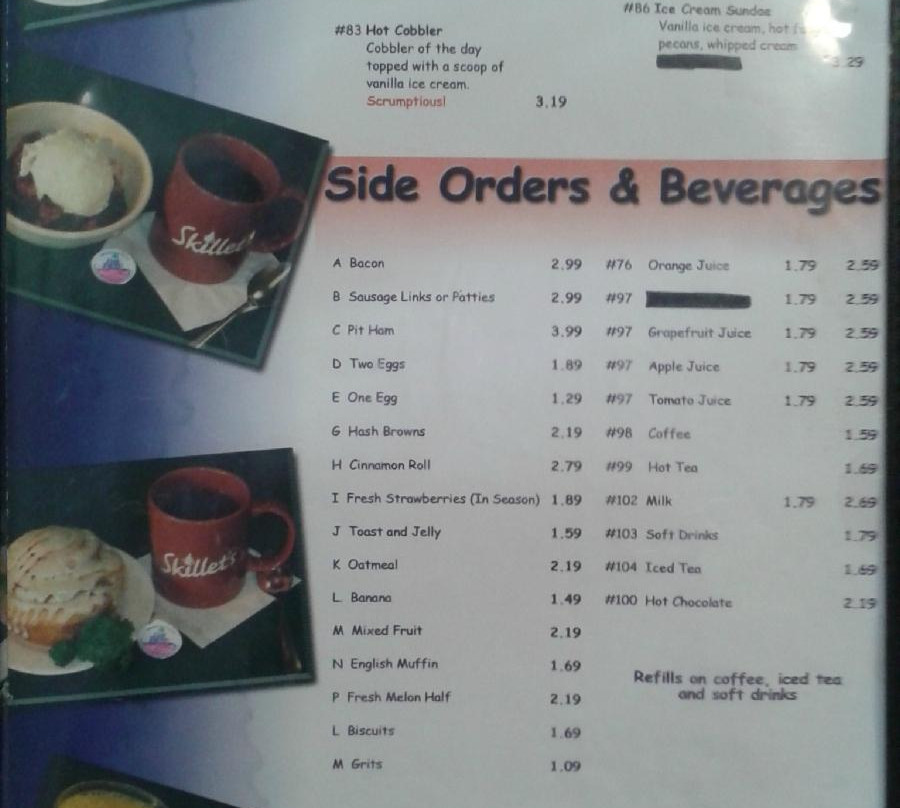 #83 Hot Cobbler
Cobbler of the day
topped with a scoop of
vanilla ice cream.
Scrumptious! 3.19
#86 Ice Cream Sundae
Vanilla ice cream, hot
pecans, whipped cream
3.29
Side Orders & Beverages
A Bacon 2.99
B Sausage Links or Patties 2.99
C Pit Ham 3.99
D Two Eggs 1.89
E One Egg 1.29
G Hash Browns 2.19
H Cinnamon Roll 2.79
I Fresh Strawberries (In Season) 1.89
J Toast and Jelly 1.59
K Oatmeal 2.19
L Banana 1.49
M Mixed Fruit 2.19
N English Muffin 1.69
P Fresh Melon Half 2.19
L Biscuits 1.69
M Grits 1.09
#76 Orange Juice 1.79 2.59
#97 1.79 2.59
#97 Grapefruit Juice 1.79 2.59
#97 Apple Juice 1.79 2.59
#97 Tomato Juice 1.79 2.59
#98 Coffee 1.59
#99 Hot Tea 1.69
#102 Milk 1.79 2.69
#103 Soft Drinks 1.79
#104 Iced Tea 1.69
#100 Hot Chocolate 2.19
Refills on coffee, iced tea
and soft drinks
Skillet's
Skillet's